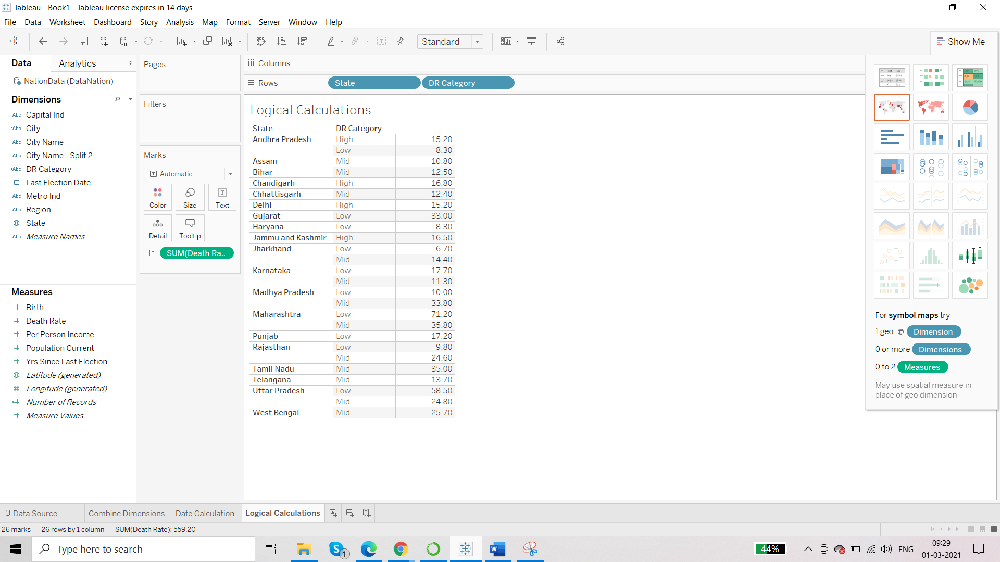 Tableau - Book1 - Tableau license expires in 14 days
File Data Worksheet Dashboard Story Analysis Map Format Server Window Help
Standard
Show Me
Data Analytics
NationData (DataNation)
Dimensions
Abc Capital Ind
=Abc City
Abc City Name
=Abc City Name - Split 2
=Abc DR Category
Last Election Date
Abc Metro Ind
Abc Region
State
Abc Measure Names
Measures
# Birth
# Death Rate
# Per Person Income
# Population Current
=# Yrs Since Last Election
Latitude (generated)
Longitude (generated)
=# Number of Records
# Measure Values
Pages
Filters
Marks
Automatic
Color Size Text
Detail Tooltip
SUM(Death Ra..
Columns
Rows State DR Category
Logical Calculations
State DR Category
Andhra Pradesh High 15.20
Low 8.30
Assam Mid 10.80
Bihar Mid 12.50
Chandigarh High 16.80
Chhattisgarh Mid 12.40
Delhi High 15.20
Gujarat Low 33.00
Haryana Low 8.30
Jammu and Kashmir High 16.50
Jharkhand Low 6.70
Mid 14.40
Karnataka Low 17.70
Mid 11.30
Madhya Pradesh Low 10.00
Mid 33.80
Maharashtra Low 71.20
Mid 35.80
Punjab Low 17.20
Rajasthan Low 9.80
Mid 24.60
Tamil Nadu Mid 35.00
Telangana Mid 13.70
Uttar Pradesh Low 58.50
Mid 24.80
West Bengal Mid 25.70
For symbol maps try
1 geo Dimension
0 or more Dimensions
0 to 2 Measures
May use spatial measure in
place of geo dimension
Data Source Combine Dimensions Date Calculation Logical Calculations
26 marks 26 rows by 1 column SUM(Death Rate): 559.20
Type here to search
1
44%
ENG
09:29
01-03-2021